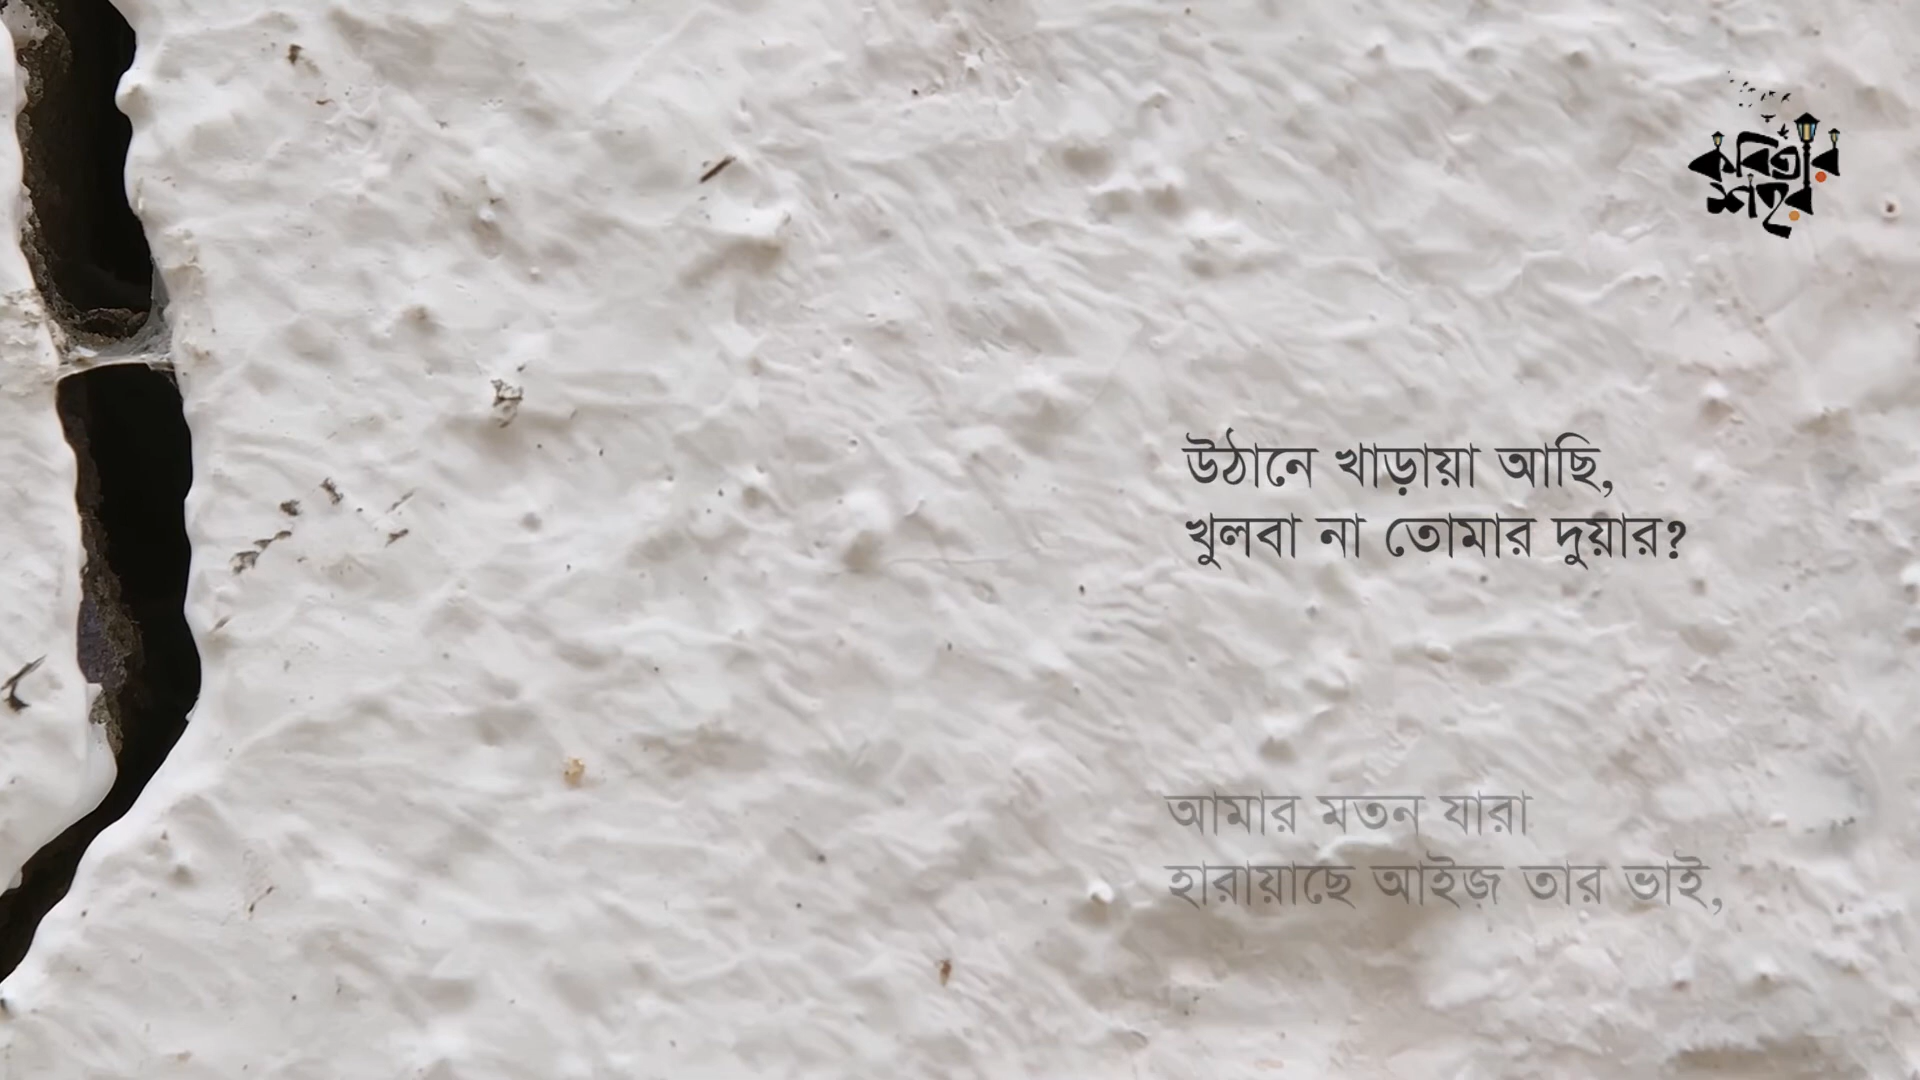 কবিতার
শহর
উঠানে খাড়ায়া আছি,
খুলবা না তোমার দুয়ার?
আমার মতন যারা
হারায়াছে আইজ তার ভাই,